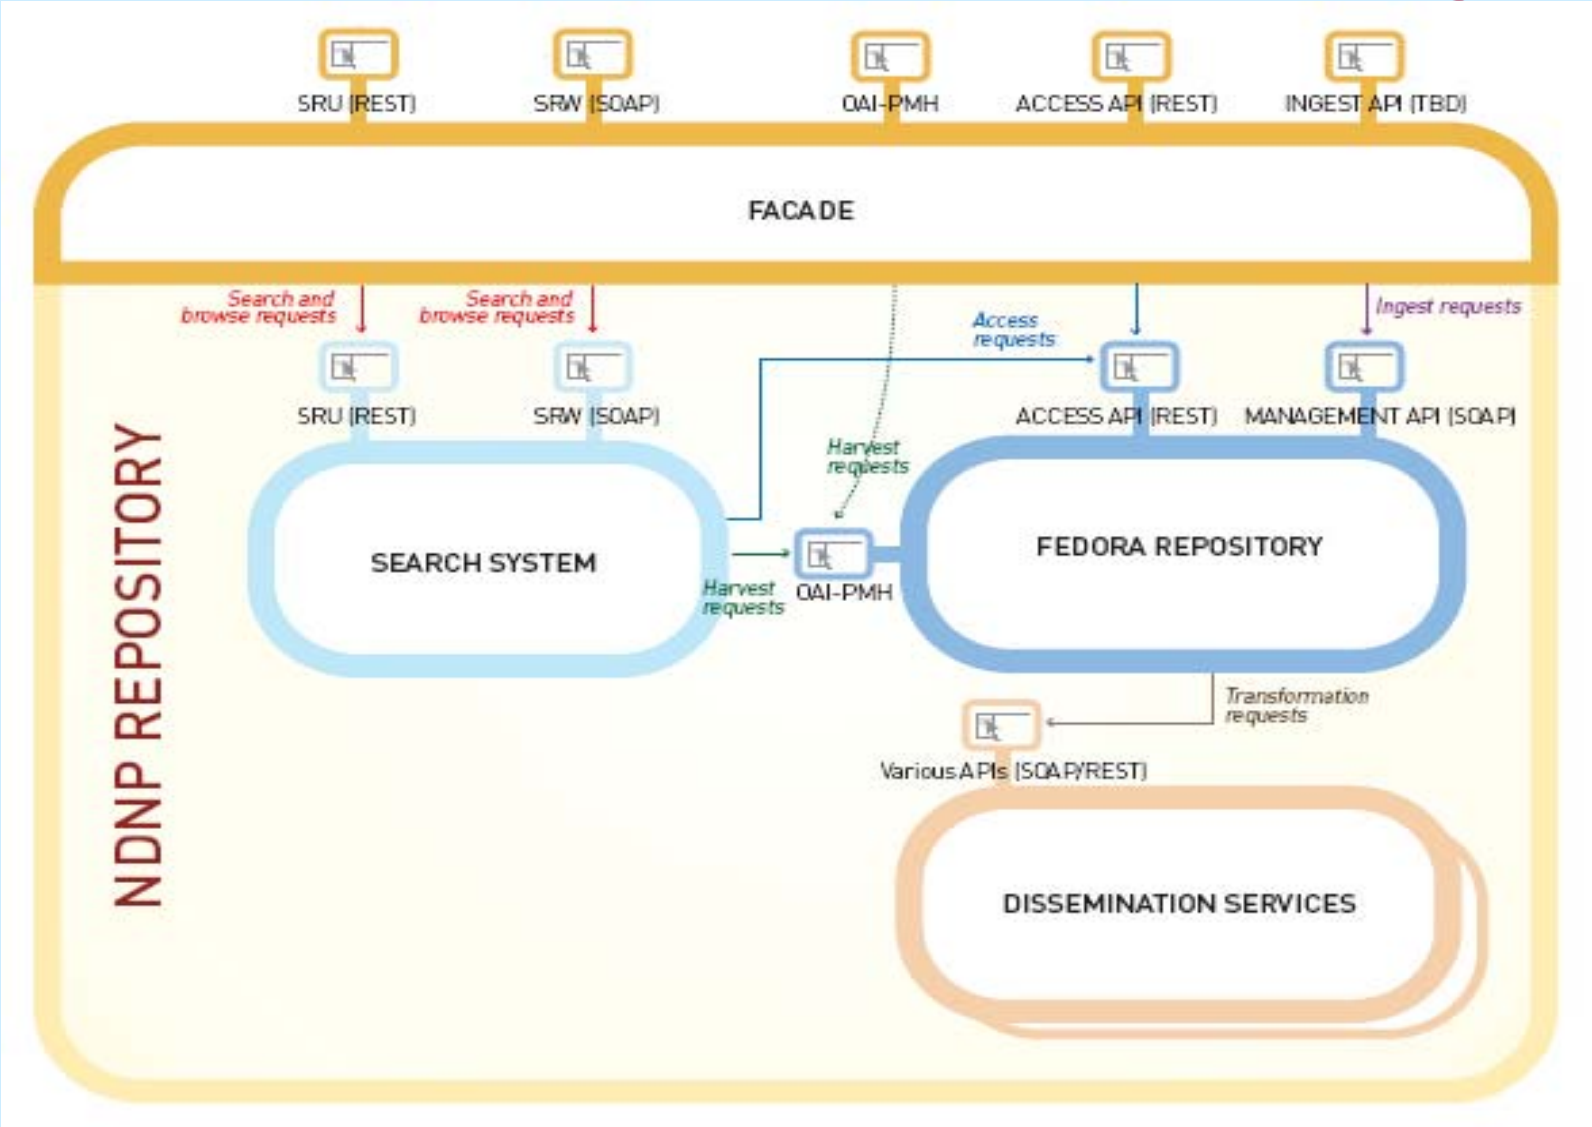 SRU (REST)
SRW (SOAP)
OAI-PMH
ACCESS API (REST)
INGEST API (TBD)
FACADE
Search and
browse requests
Search and
browse requests
Access
requests
Ingest requests
SRU (REST)
SRW (SOAP)
ACCESS API (REST)
MANAGEMENT API (SOAP)
Harvest
requests
NDNP REPOSITORY
SEARCH SYSTEM
FEDORA REPOSITORY
Harvest
requests
OAI-PMH
Transformation
requests
Various APIs (SOAP/REST)
DISSEMINATION SERVICES